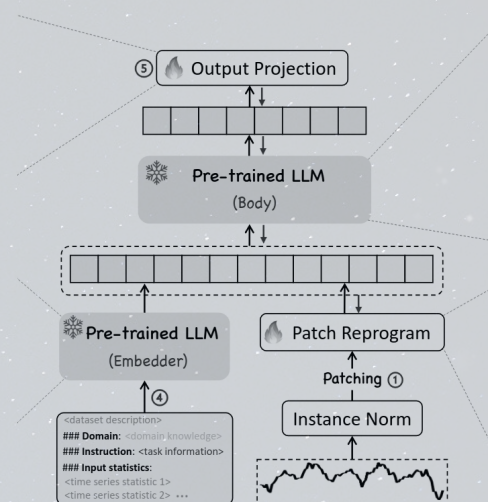 ⑤ Output Projection
Pre-trained LLM
(Body)
Pre-trained LLM
(Embedder)
Patch Reprogram
④
Patching ①
Instance Norm
<dataset description>
### Domain: <domain knowledge>
### Instruction: <task information>
### Input statistics:
<time series statistic 1>
<time series statistic 2> •••